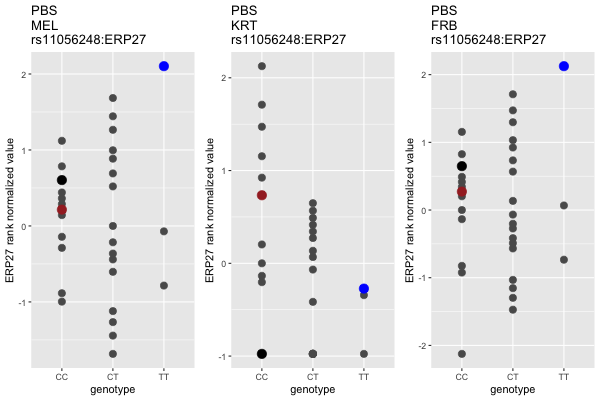 PBS
MEL
rs11056248:ERP27
ERP27 rank normalized value
2
1
0
-1
CC
CT
TT
genotype
PBS
KRT
rs11056248:ERP27
ERP27 rank normalized value
2
1
0
-1
CC
CT
TT
genotype
PBS
FRB
rs11056248:ERP27
ERP27 rank normalized value
2
1
0
-1
-2
CC
CT
TT
genotype